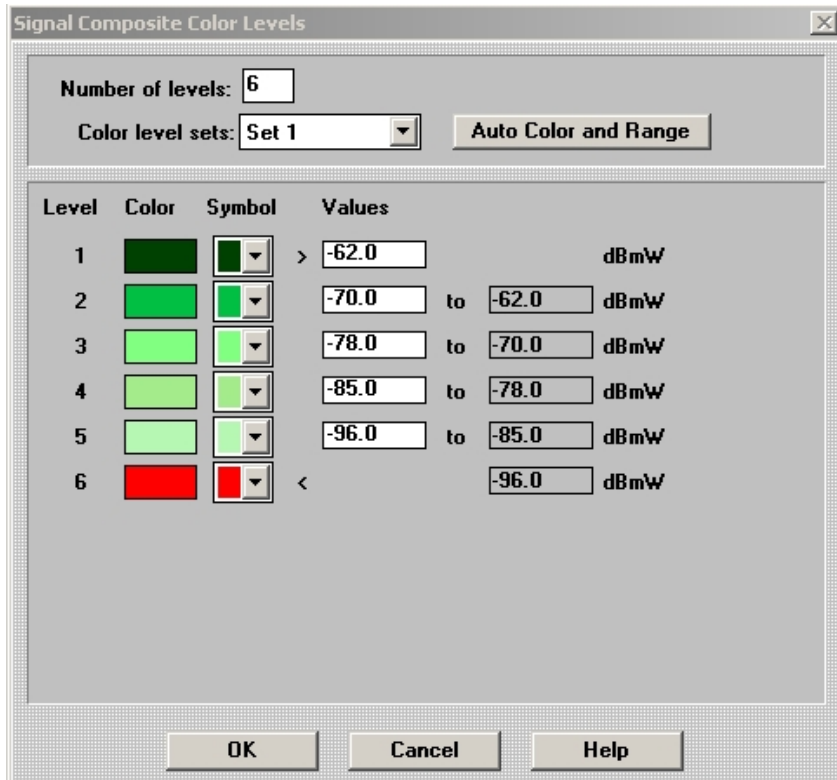 Signal Composite Color Levels
Number of levels: 6
Color level sets: Set 1 Auto Color and Range
Level Color Symbol Values
1 > -62.0 dBmW
2 -70.0 to -62.0 dBmW
3 -78.0 to -70.0 dBmW
4 -85.0 to -78.0 dBmW
5 -96.0 to -85.0 dBmW
6 < -96.0 dBmW
OK Cancel Help